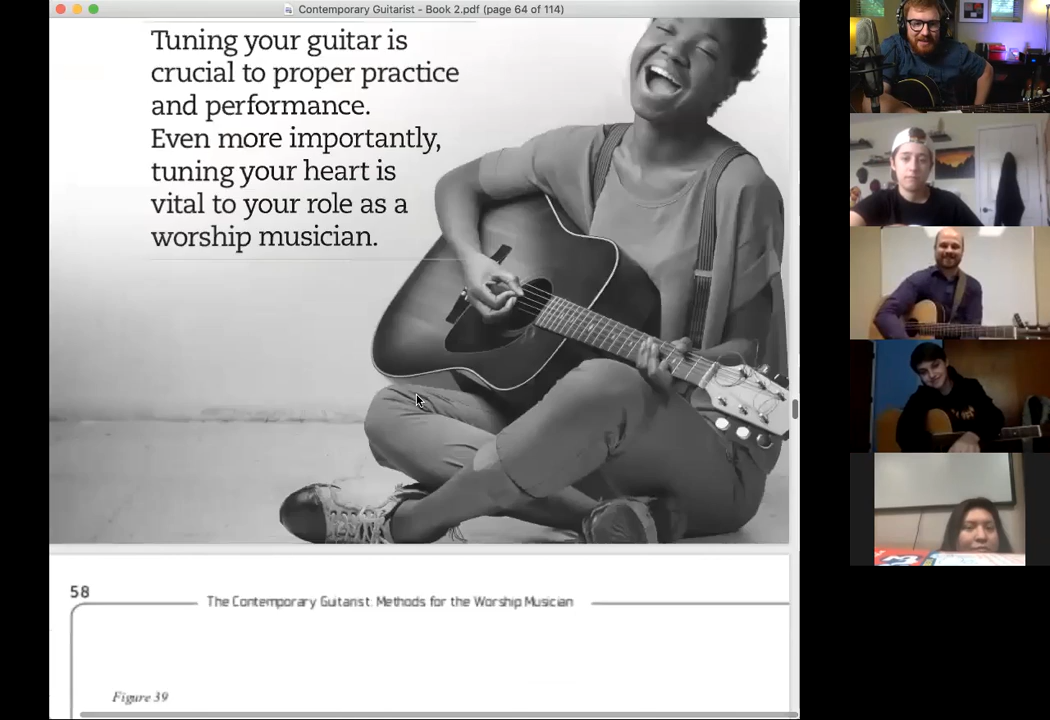 Contemporary Guitarist - Book 2.pdf (page 64 of 114)
Tuning your guitar is
crucial to proper practice
and performance.
Even more importantly,
tuning your heart is
vital to your role as a
worship musician.
58
The Contemporary Guitarist: Methods for the Worship Musician
Figure 39